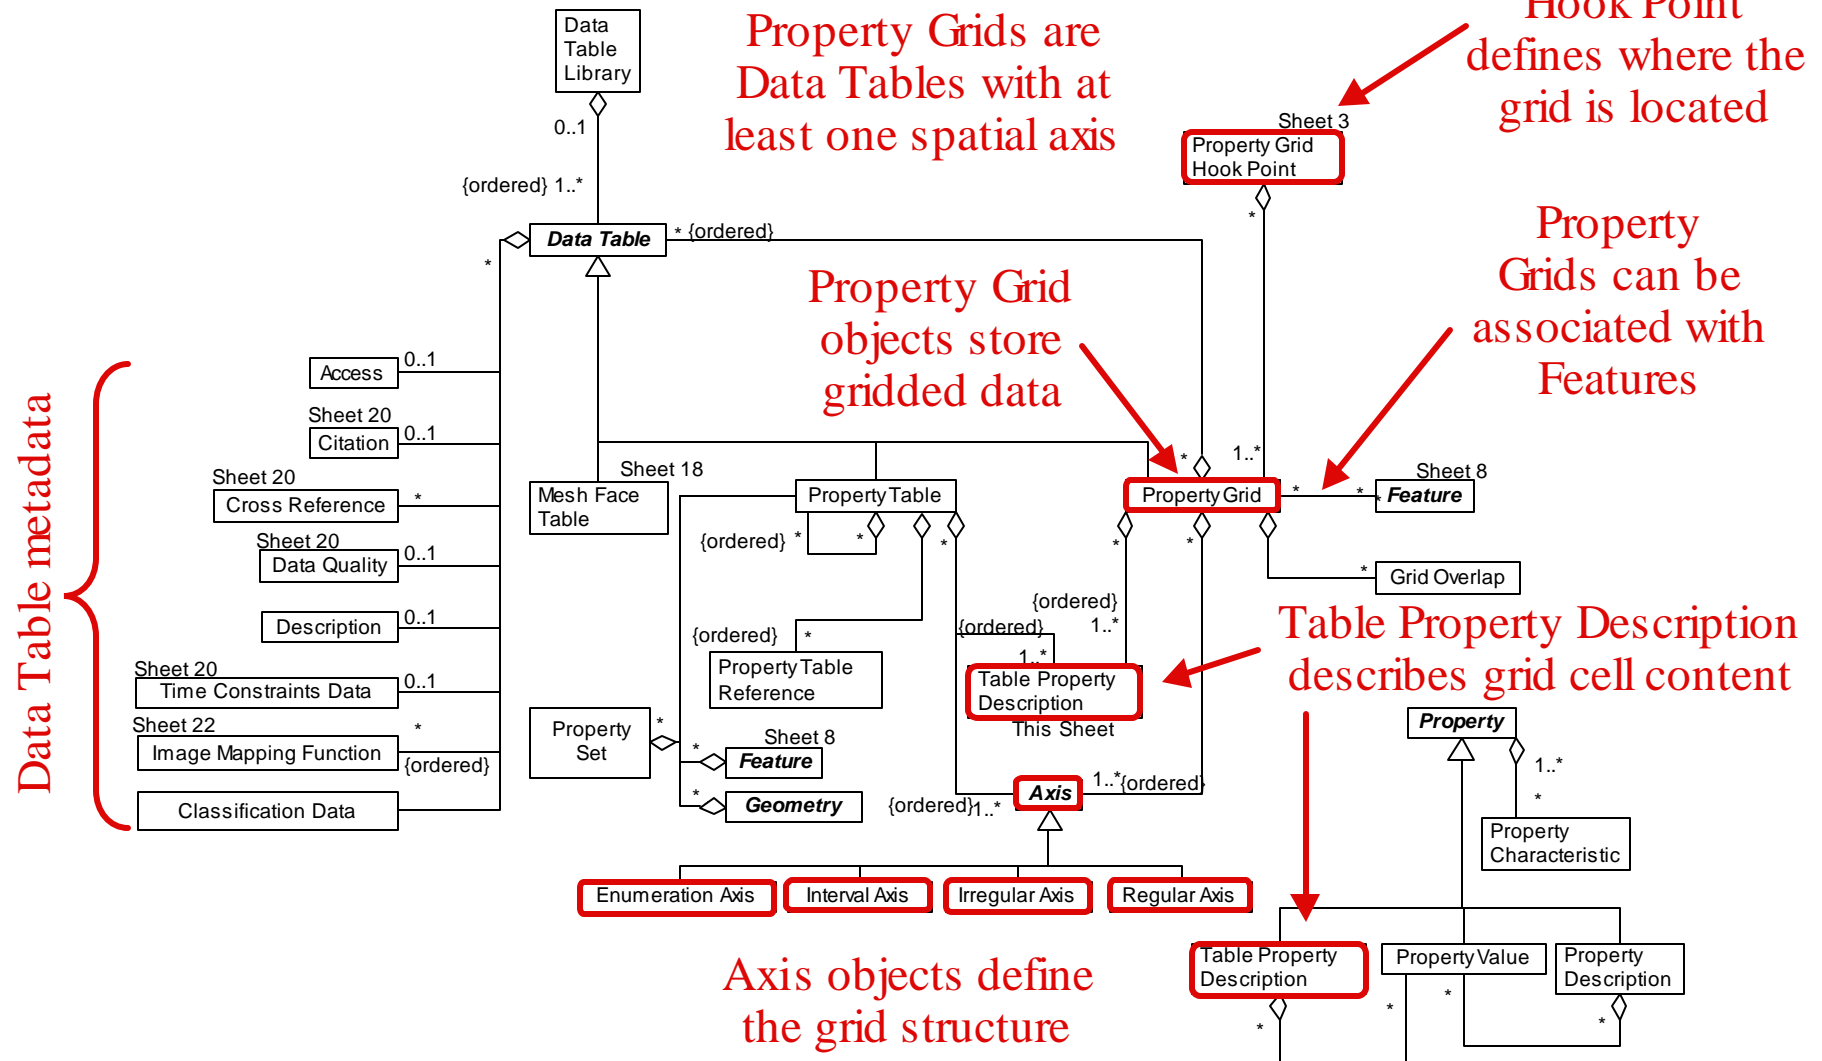 Data
Table
Library
0..1
{ordered} 1..*
Property Grids are
Data Tables with at
least one spatial axis
Hook Point
defines where the
grid is located
Sheet 3
Property Grid
Hook Point
*
Data Table
* {ordered}
*
Property Grid
objects store
gridded data
Property
Grids can be
associated with
Features
Data Table metadata
Access
0..1
Sheet 20
Citation
0..1
Sheet 20
Cross Reference
*
Sheet 20
Data Quality
0..1
Description
0..1
Sheet 20
Time Constraints Data
0..1
Sheet 22
Image Mapping Function
*
{ordered}
Classification Data
Sheet 18
Mesh Face
Table
Property Table
{ordered} *
*
*
* 1..*
Property Grid
*
*
*
Sheet 8
Feature
*
*
*
Grid Overlap
{ordered} *
Property Table
Reference
{ordered}
1..*
{ordered}
1..*
Table Property
Description
This Sheet
Table Property Description
describes grid cell content
Property
Set
*
Sheet 8
Feature
*
Geometry
*
{ordered}1..*
Axis
1..*{ordered}
Enumeration Axis
Interval Axis
Irregular Axis
Regular Axis
Axis objects define
the grid structure
Property
1..*
*
Property
Characteristic
Table Property
Description
Property Value
Property
Description
*
*
*
*